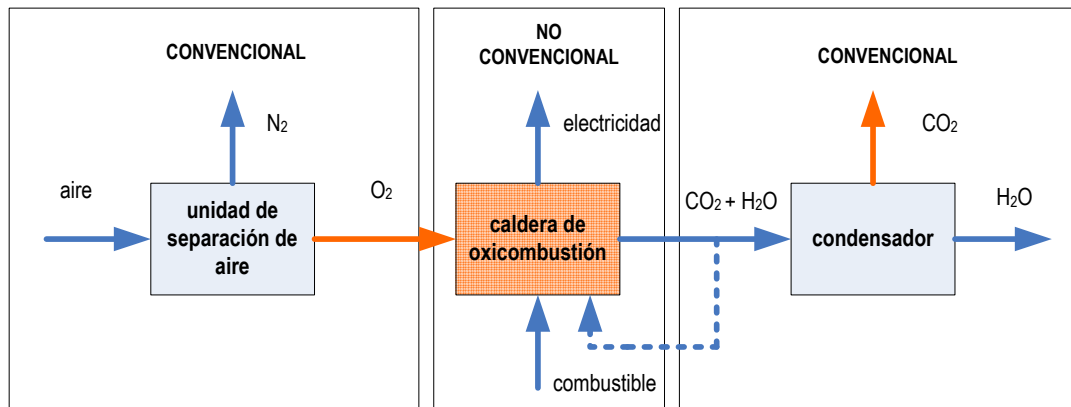 CONVENCIONAL
N₂
aire
unidad de
separación de
aire
O₂
NO
CONVENCIONAL
electricidad
caldera de
oxicombustión
combustible
CONVENCIONAL
CO₂
CO₂ + H₂O
condensador
H₂O